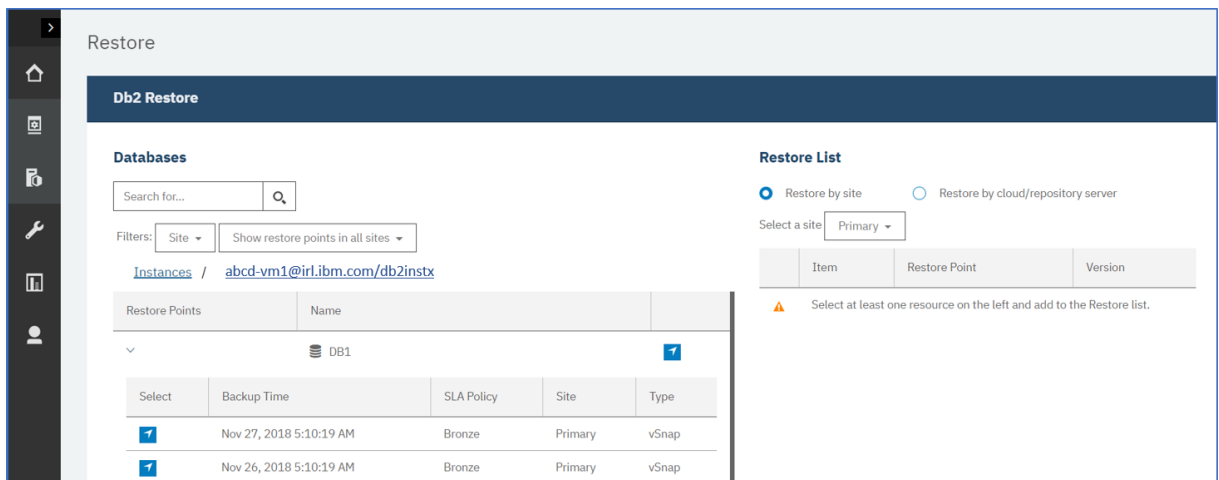 Restore
Db2 Restore
Databases
Search for...
Filters: Site Show restore points in all sites
Instances / abcd-vm1@irl.ibm.com/db2instx
Restore Points Name
DB1
Select Backup Time SLA Policy Site Type
Nov 27, 2018 5:10:19 AM Bronze Primary vSnap
Nov 26, 2018 5:10:19 AM Bronze Primary vSnap
Restore List
Restore by site Restore by cloud/repository server
Select a site Primary
Item Restore Point Version
Select at least one resource on the left and add to the Restore list.